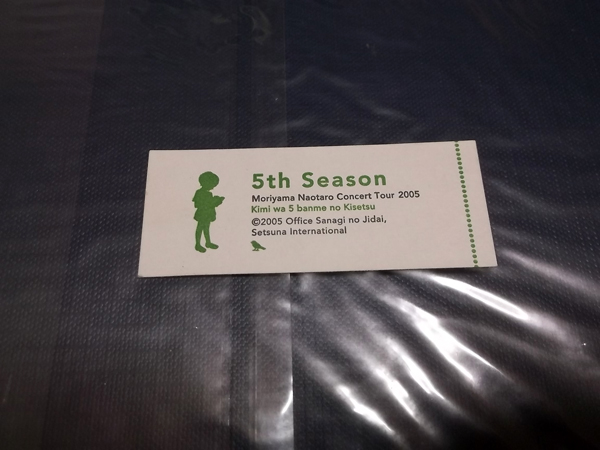 5th Season
Moriyama Naotaro Concert Tour 2005
Kimi wa 5 banme no Kisetsu
©2005 Office Sanagi no Jidai,
Setsuna International